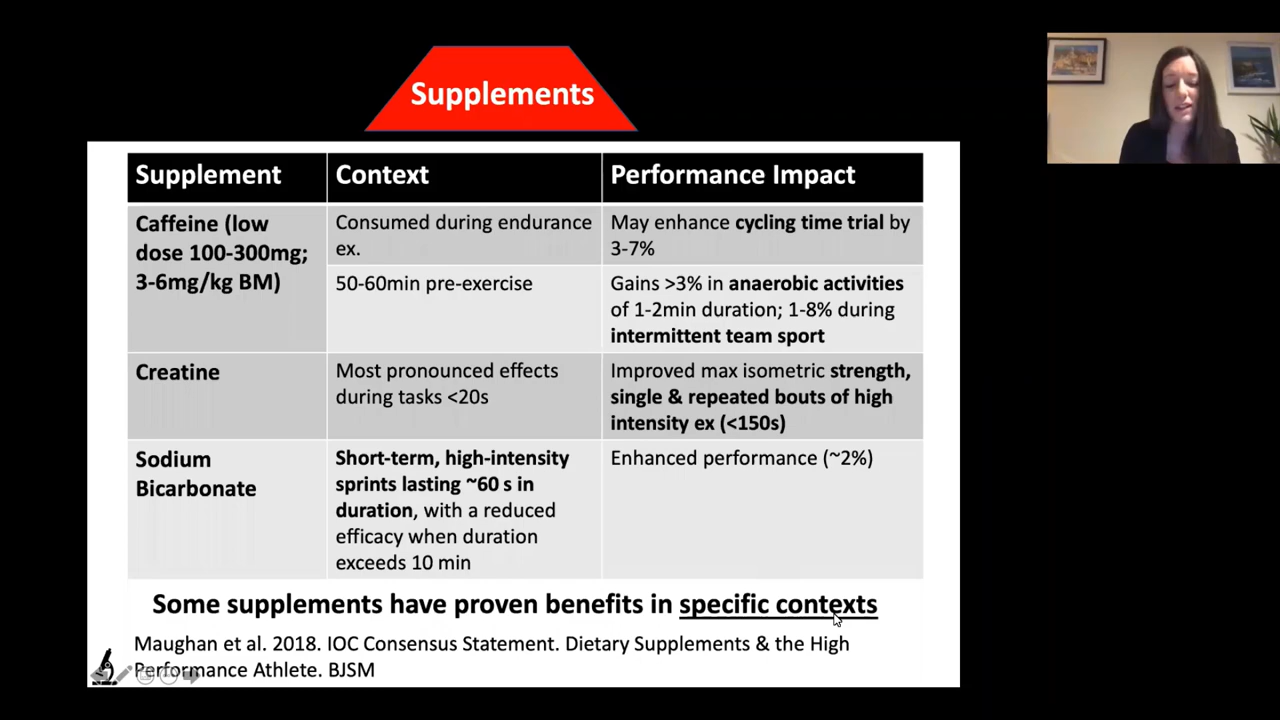 Supplements
Supplement
Context
Performance Impact
Caffeine (low
dose 100-300mg;
3-6mg/kg BM)
Consumed during endurance
ex.
May enhance cycling time trial by
3-7%
50-60min pre-exercise
Gains >3% in anaerobic activities
of 1-2min duration; 1-8% during
intermittent team sport
Creatine
Most pronounced effects
during tasks <20s
Improved max isometric strength,
single & repeated bouts of high
intensity ex (<150s)
Sodium
Bicarbonate
Short-term, high-intensity
sprints lasting ~60 s in
duration, with a reduced
efficacy when duration
exceeds 10 min
Enhanced performance (~2%)
Some supplements have proven benefits in specific contexts
Maughan et al. 2018. IOC Consensus Statement. Dietary Supplements & the High
Performance Athlete. BJSM